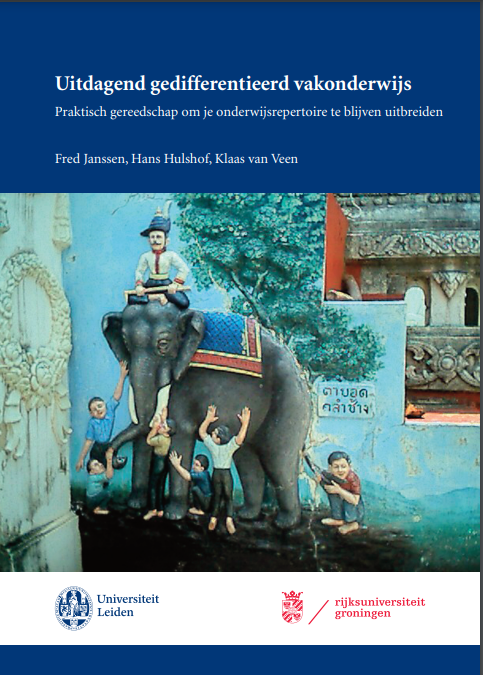 Uitdagend gedifferentieerd vakonderwijs
Praktisch gereedschap om je onderwijsrepertoire te blijven uitbreiden
Fred Janssen, Hans Hulshof, Klaas van Veen
ตาบอด
คลำช้าง
Universiteit
Leiden
rijksuniversiteit
groningen